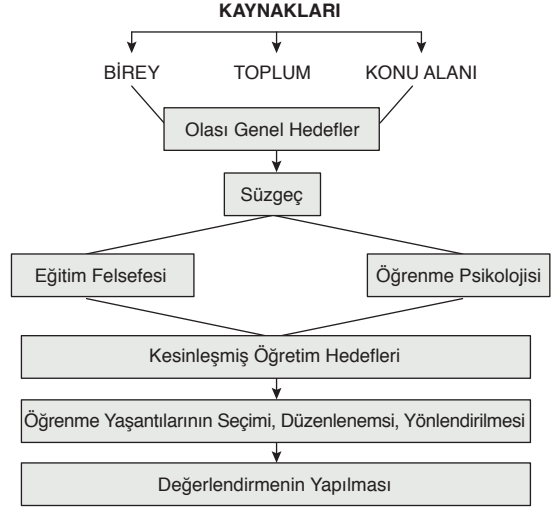 KAYNAKLARI
BİREY TOPLUM KONU ALANI
Olası Genel Hedefler
Süzgeç
Eğitim Felsefesi Öğrenme Psikolojisi
Kesinleşmiş Öğretim Hedefleri
Öğrenme Yaşantılarının Seçimi, Düzenlenemsi, Yönlendirilmesi
Değerlendirmenin Yapılması